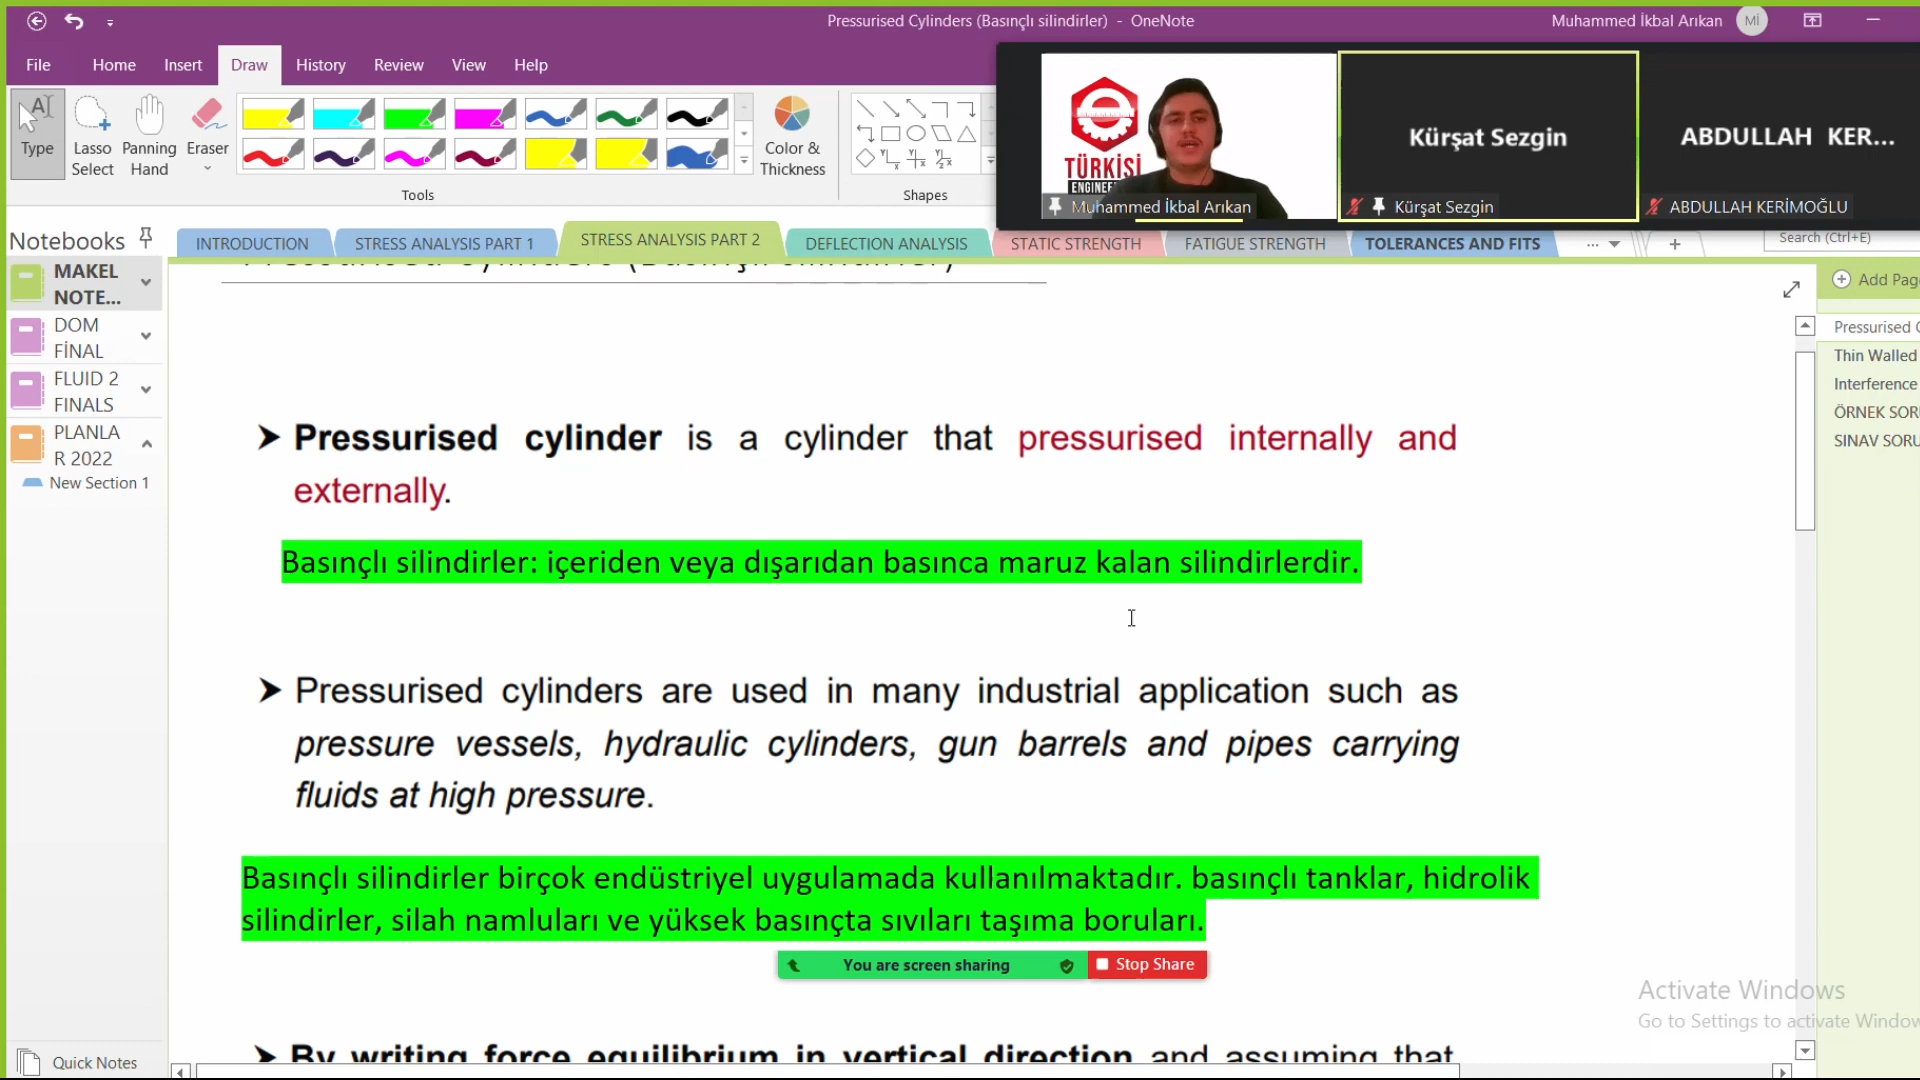 Pressurised Cylinders (Basınçlı silindirler) - OneNote
Muhammed İkbal Arıkan
Mİ
File
Home
Insert
Draw
History
Review
View
Help
Type
Lasso
Select
Panning
Hand
Eraser
Color &
Thickness
Tools
Shapes
TÜRKİSİ
Muhammed İkbal Arıkan
Kürşat Sezgin
Kürşat Sezgin
ABDULLAH KER...
ABDULLAH KERİMOĞLU
Notebooks
INTRODUCTION
STRESS ANALYSIS PART 1
STRESS ANALYSIS PART 2
DEFLECTION ANALYSIS
STATIC STRENGTH
FATIGUE STRENGTH
TOLERANCES AND FITS
...
Search (Ctrl+E)
MAKEL
NOTE...
DOM
FİNAL
FLUID 2
FINALS
PLANLA
R 2022
New Section 1
Quick Notes
Pressurised Cylinders (Basınçlı silindirler)
➤ Pressurised cylinder is a cylinder that pressurised internally and
externally.
Basınçlı silindirler: içeriden veya dışarıdan basınca maruz kalan silindirlerdir.
➤ Pressurised cylinders are used in many industrial application such as
pressure vessels, hydraulic cylinders, gun barrels and pipes carrying
fluids at high pressure.
Basınçlı silindirler birçok endüstriyel uygulamada kullanılmaktadır. basınçlı tanklar, hidrolik
silindirler, silah namluları ve yüksek basınçta sıvıları taşıma boruları.
You are screen sharing
Stop Share
➤ By writing force equilibrium in vertical direction and assuming that
Add Pag
Pressurised
Thin Walled
Interference
ÖRNEK SOR
SINAV SORU
Activate Windows
Go to Settings to activate Window